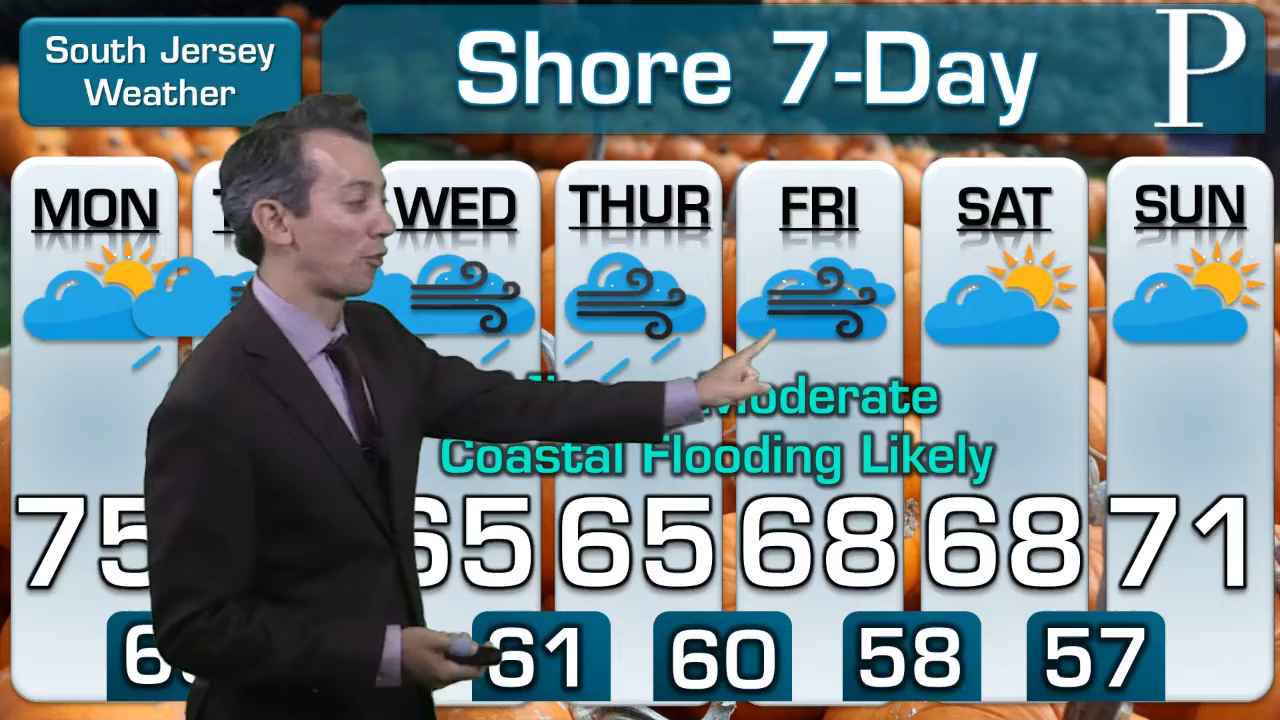 South Jersey
Weather
Shore 7-Day
P
MON
WED
THUR
FRI
SAT
SUN
Moderate
Coastal Flooding Likely
75
65
65
68
68
71
61
60
58
57